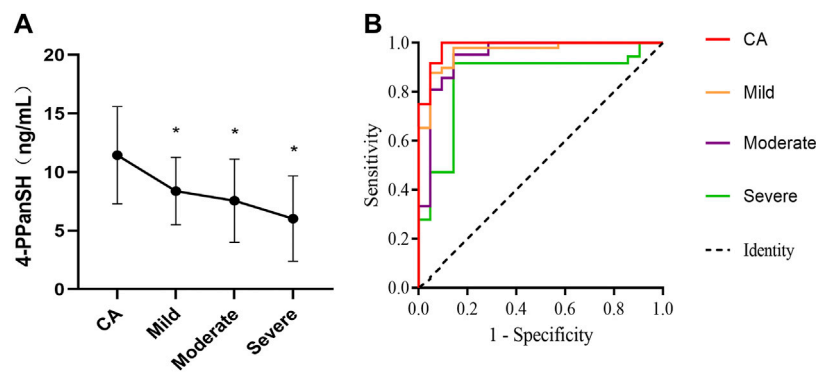 A
4-PPanSH（ng/mL）
20
15
10
5
0
*
*
*
CA
Mild
Moderate
Severe
B
Sensitivity
1.0
0.8
0.6
0.4
0.2
0.0
0.0 0.2 0.4 0.6 0.8 1.0
1 - Specificity
CA
Mild
Moderate
Severe
Identity